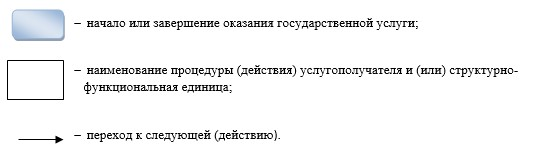 – начало или завершение оказания государственной услуги;
– наименование процедуры (действия) услугополучателя и (или) структурно-
функциональная единица;
– переход к следующей (действию).